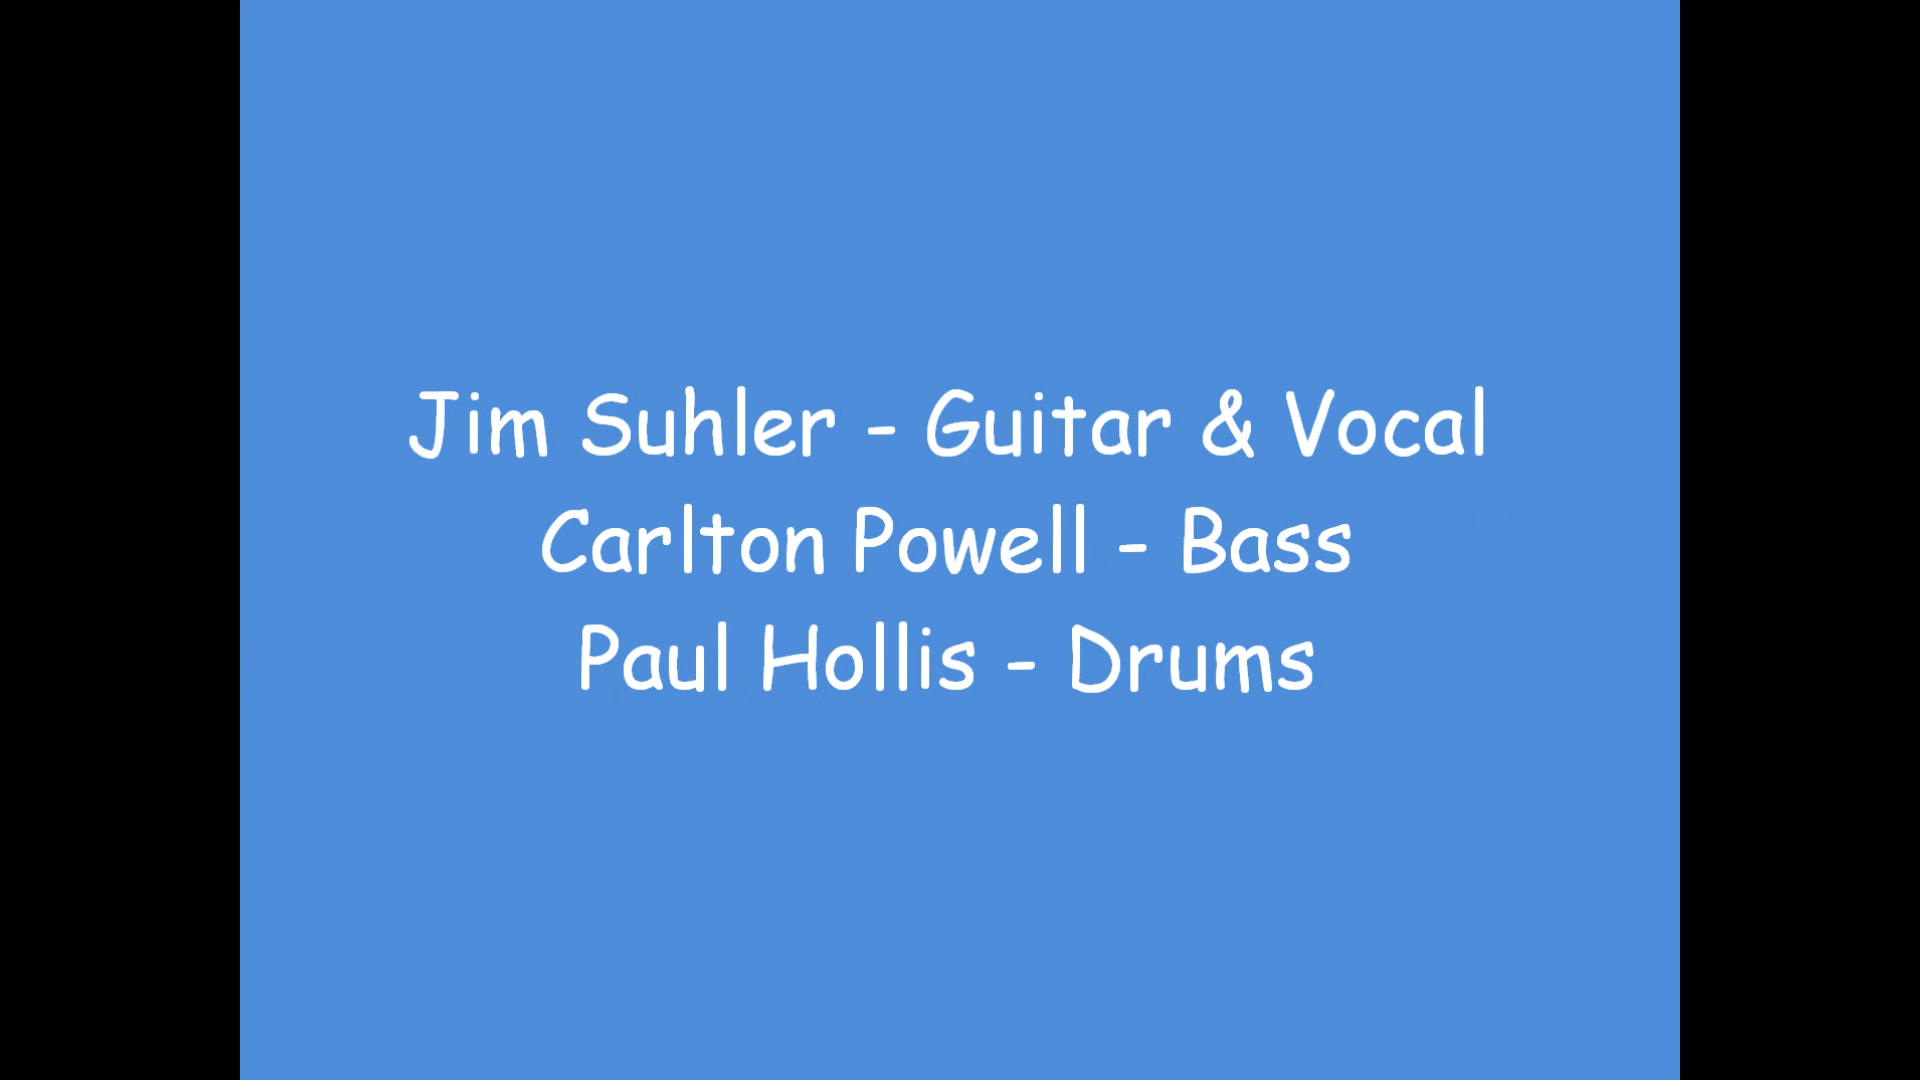 Jim Suhler - Guitar & Vocal
Carlton Powell - Bass
Paul Hollis - Drums